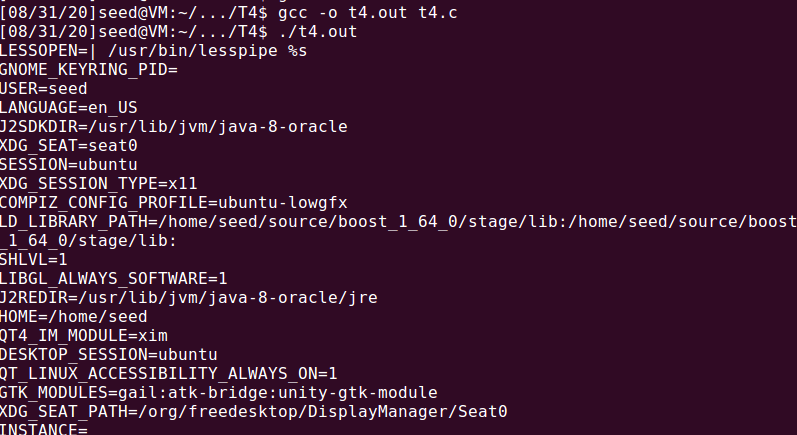 [08/31/20]seed@VM:~/.../T4$ gcc -o t4.out t4.c
[08/31/20]seed@VM:~/.../T4$ ./t4.out
LESSOPEN=| /usr/bin/lesspipe %s
GNOME_KEYRING_PID=
USER=seed
LANGUAGE=en_US
J2SDKDIR=/usr/lib/jvm/java-8-oracle
XDG_SEAT=seat0
SESSION=ubuntu
XDG_SESSION_TYPE=x11
COMPIZ_CONFIG_PROFILE=ubuntu-lowgfx
LD_LIBRARY_PATH=/home/seed/source/boost_1_64_0/stage/lib:/home/seed/source/boost
_1_64_0/stage/lib:
SHLVL=1
LIBGL_ALWAYS_SOFTWARE=1
J2REDIR=/usr/lib/jvm/java-8-oracle/jre
HOME=/home/seed
QT4_IM_MODULE=xim
DESKTOP_SESSION=ubuntu
QT_LINUX_ACCESSIBILITY_ALWAYS_ON=1
GTK_MODULES=gail:atk-bridge:unity-gtk-module
XDG_SEAT_PATH=/org/freedesktop/DisplayManager/Seat0
INSTANCE=